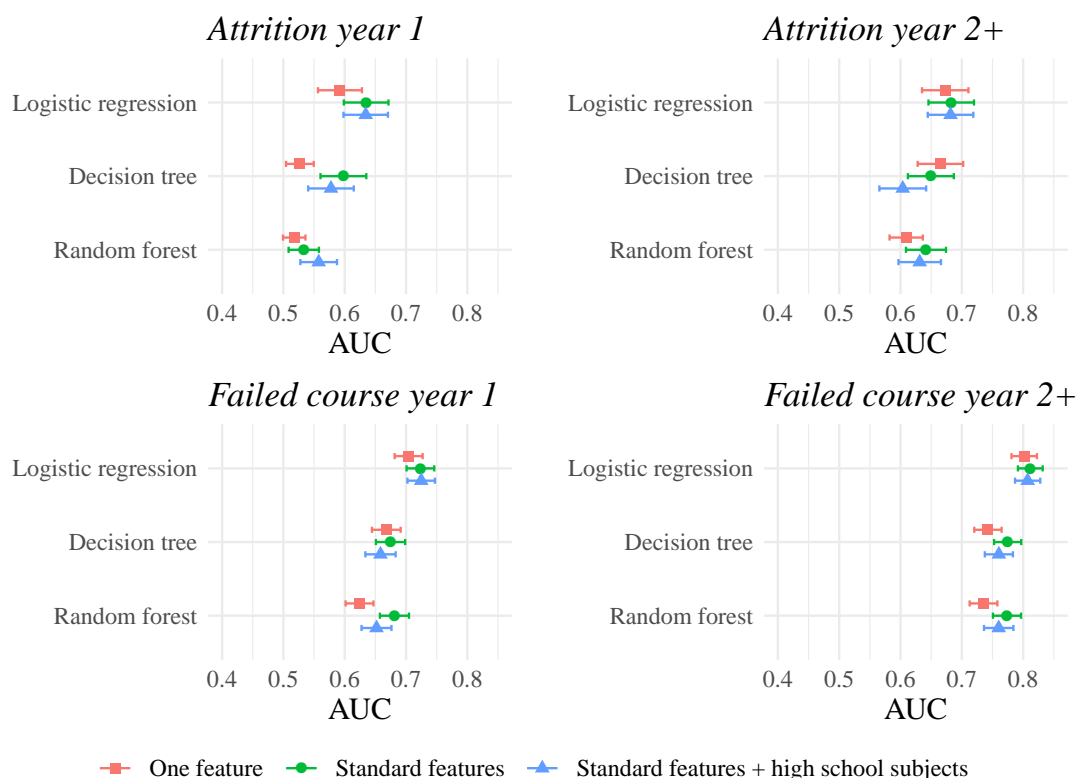 Attrition year 1
Attrition year 2+
Logistic regression
Decision tree
Random forest
0.4 0.5 0.6 0.7 0.8
AUC
Logistic regression
Decision tree
Random forest
0.4 0.5 0.6 0.7 0.8
AUC
Failed course year 1
Failed course year 2+
Logistic regression
Decision tree
Random forest
0.4 0.5 0.6 0.7 0.8
AUC
Logistic regression
Decision tree
Random forest
0.4 0.5 0.6 0.7 0.8
AUC
One feature Standard features Standard features + high school subjects